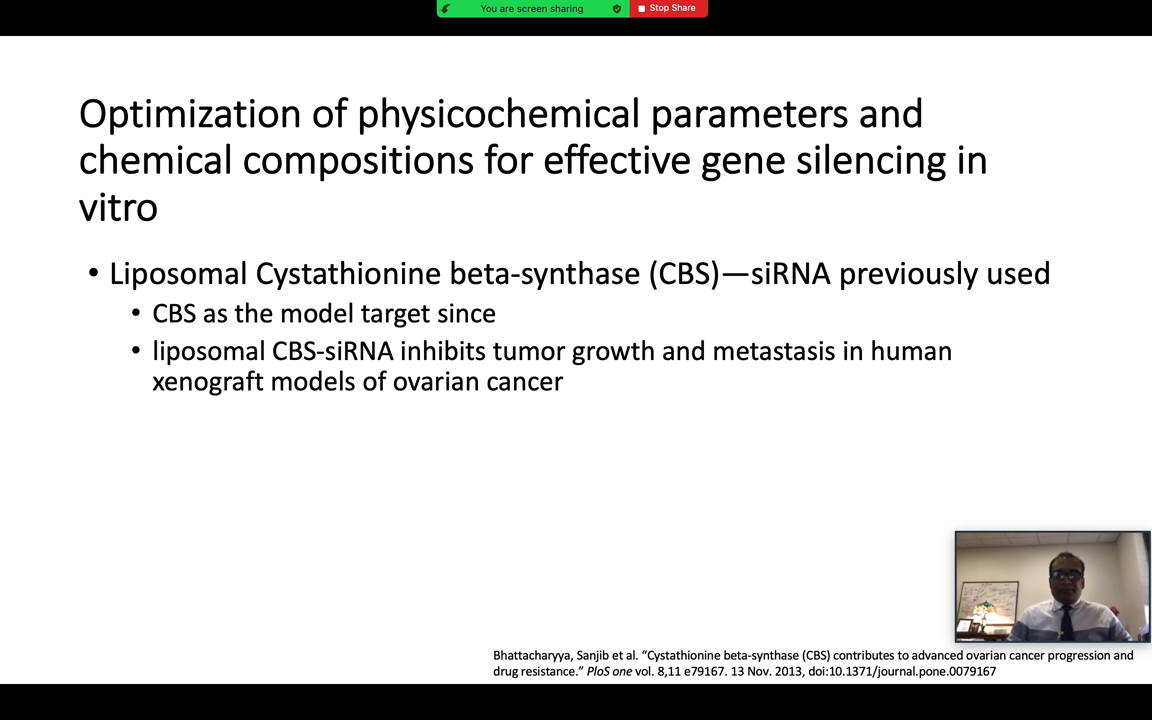 You are screen sharing Stop Share
Optimization of physicochemical parameters and
chemical compositions for effective gene silencing in
vitro
• Liposomal Cystathionine beta-synthase (CBS)—siRNA previously used
• CBS as the model target since
• liposomal CBS-siRNA inhibits tumor growth and metastasis in human
xenograft models of ovarian cancer
Bhattacharyya, Sanjib et al. “Cystathionine beta-synthase (CBS) contributes to advanced ovarian cancer progression and
drug resistance.” PloS one vol. 8,11 e79167. 13 Nov. 2013, doi:10.1371/journal.pone.0079167